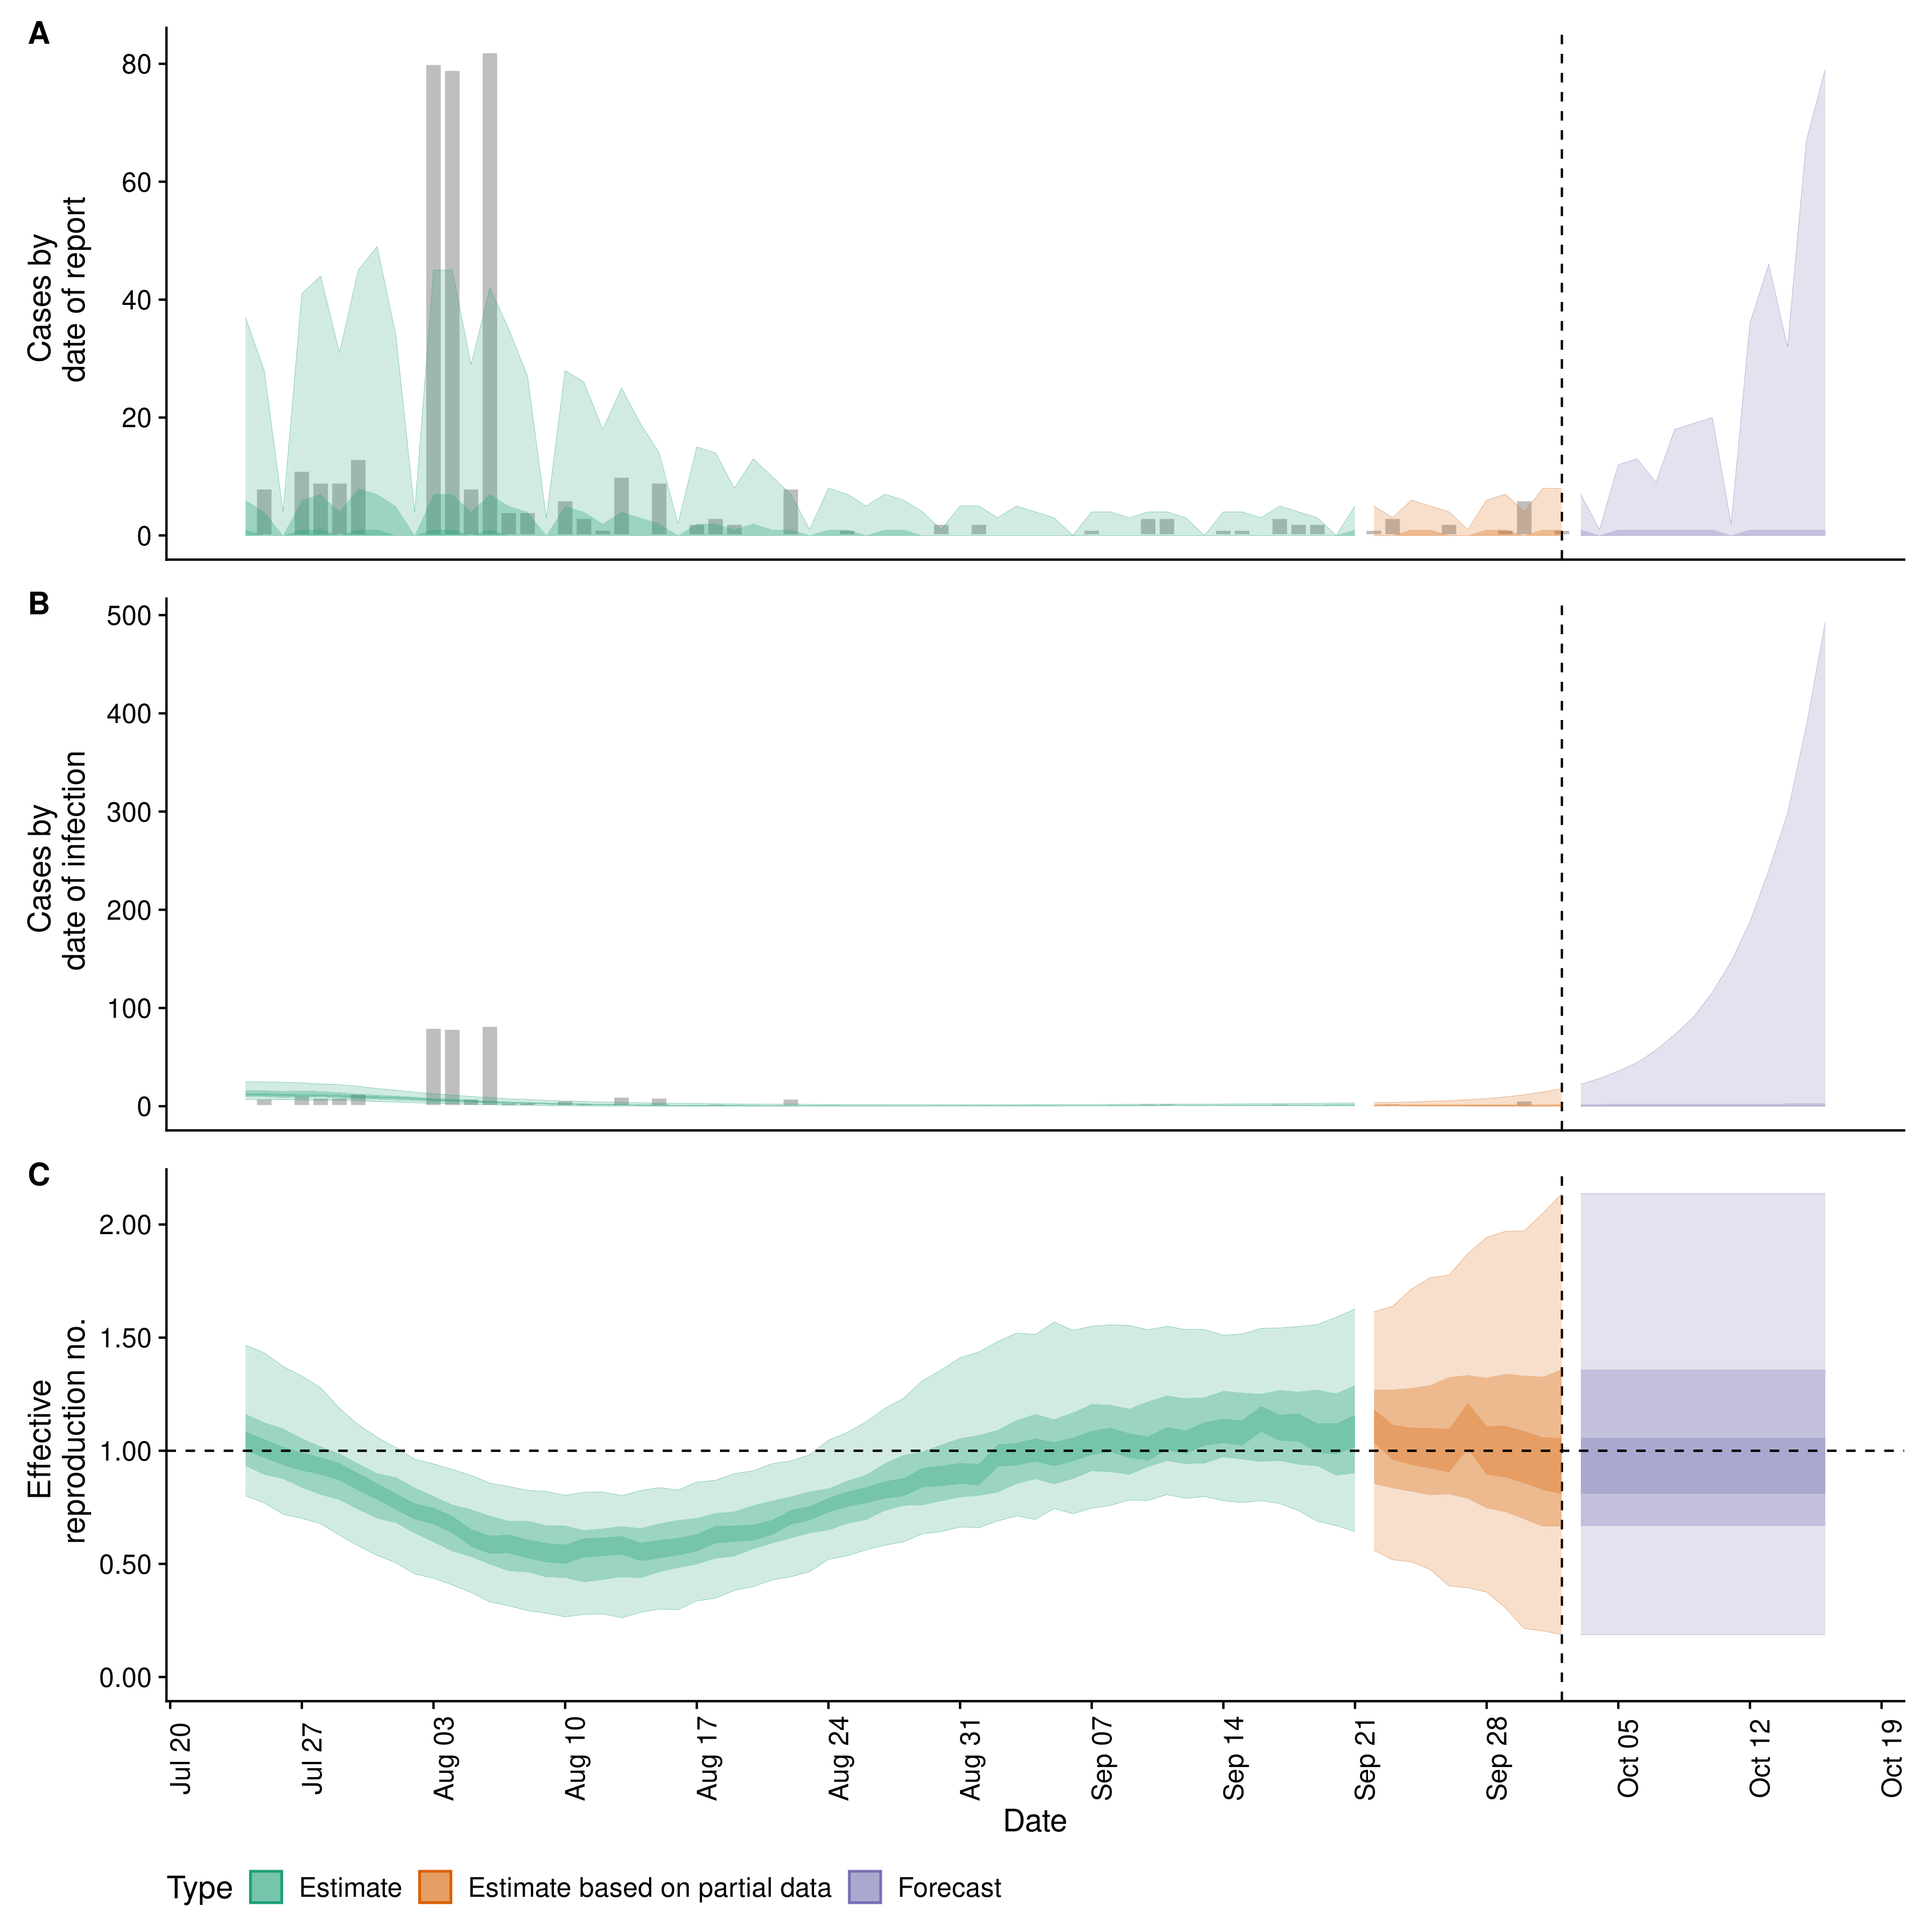 A
80
60
40
20
0
Cases by
date of report
B
500
400
300
200
100
0
Cases by
date of infection
C
2.00
1.50
1.00
0.50
0.00
Effective
reproduction no.
Jul 20
Jul 27
Aug 03
Aug 10
Aug 17
Aug 24
Aug 31
Sep 07
Sep 14
Sep 21
Sep 28
Oct 05
Oct 12
Oct 19
Date
Type Estimate Estimate based on partial data Forecast